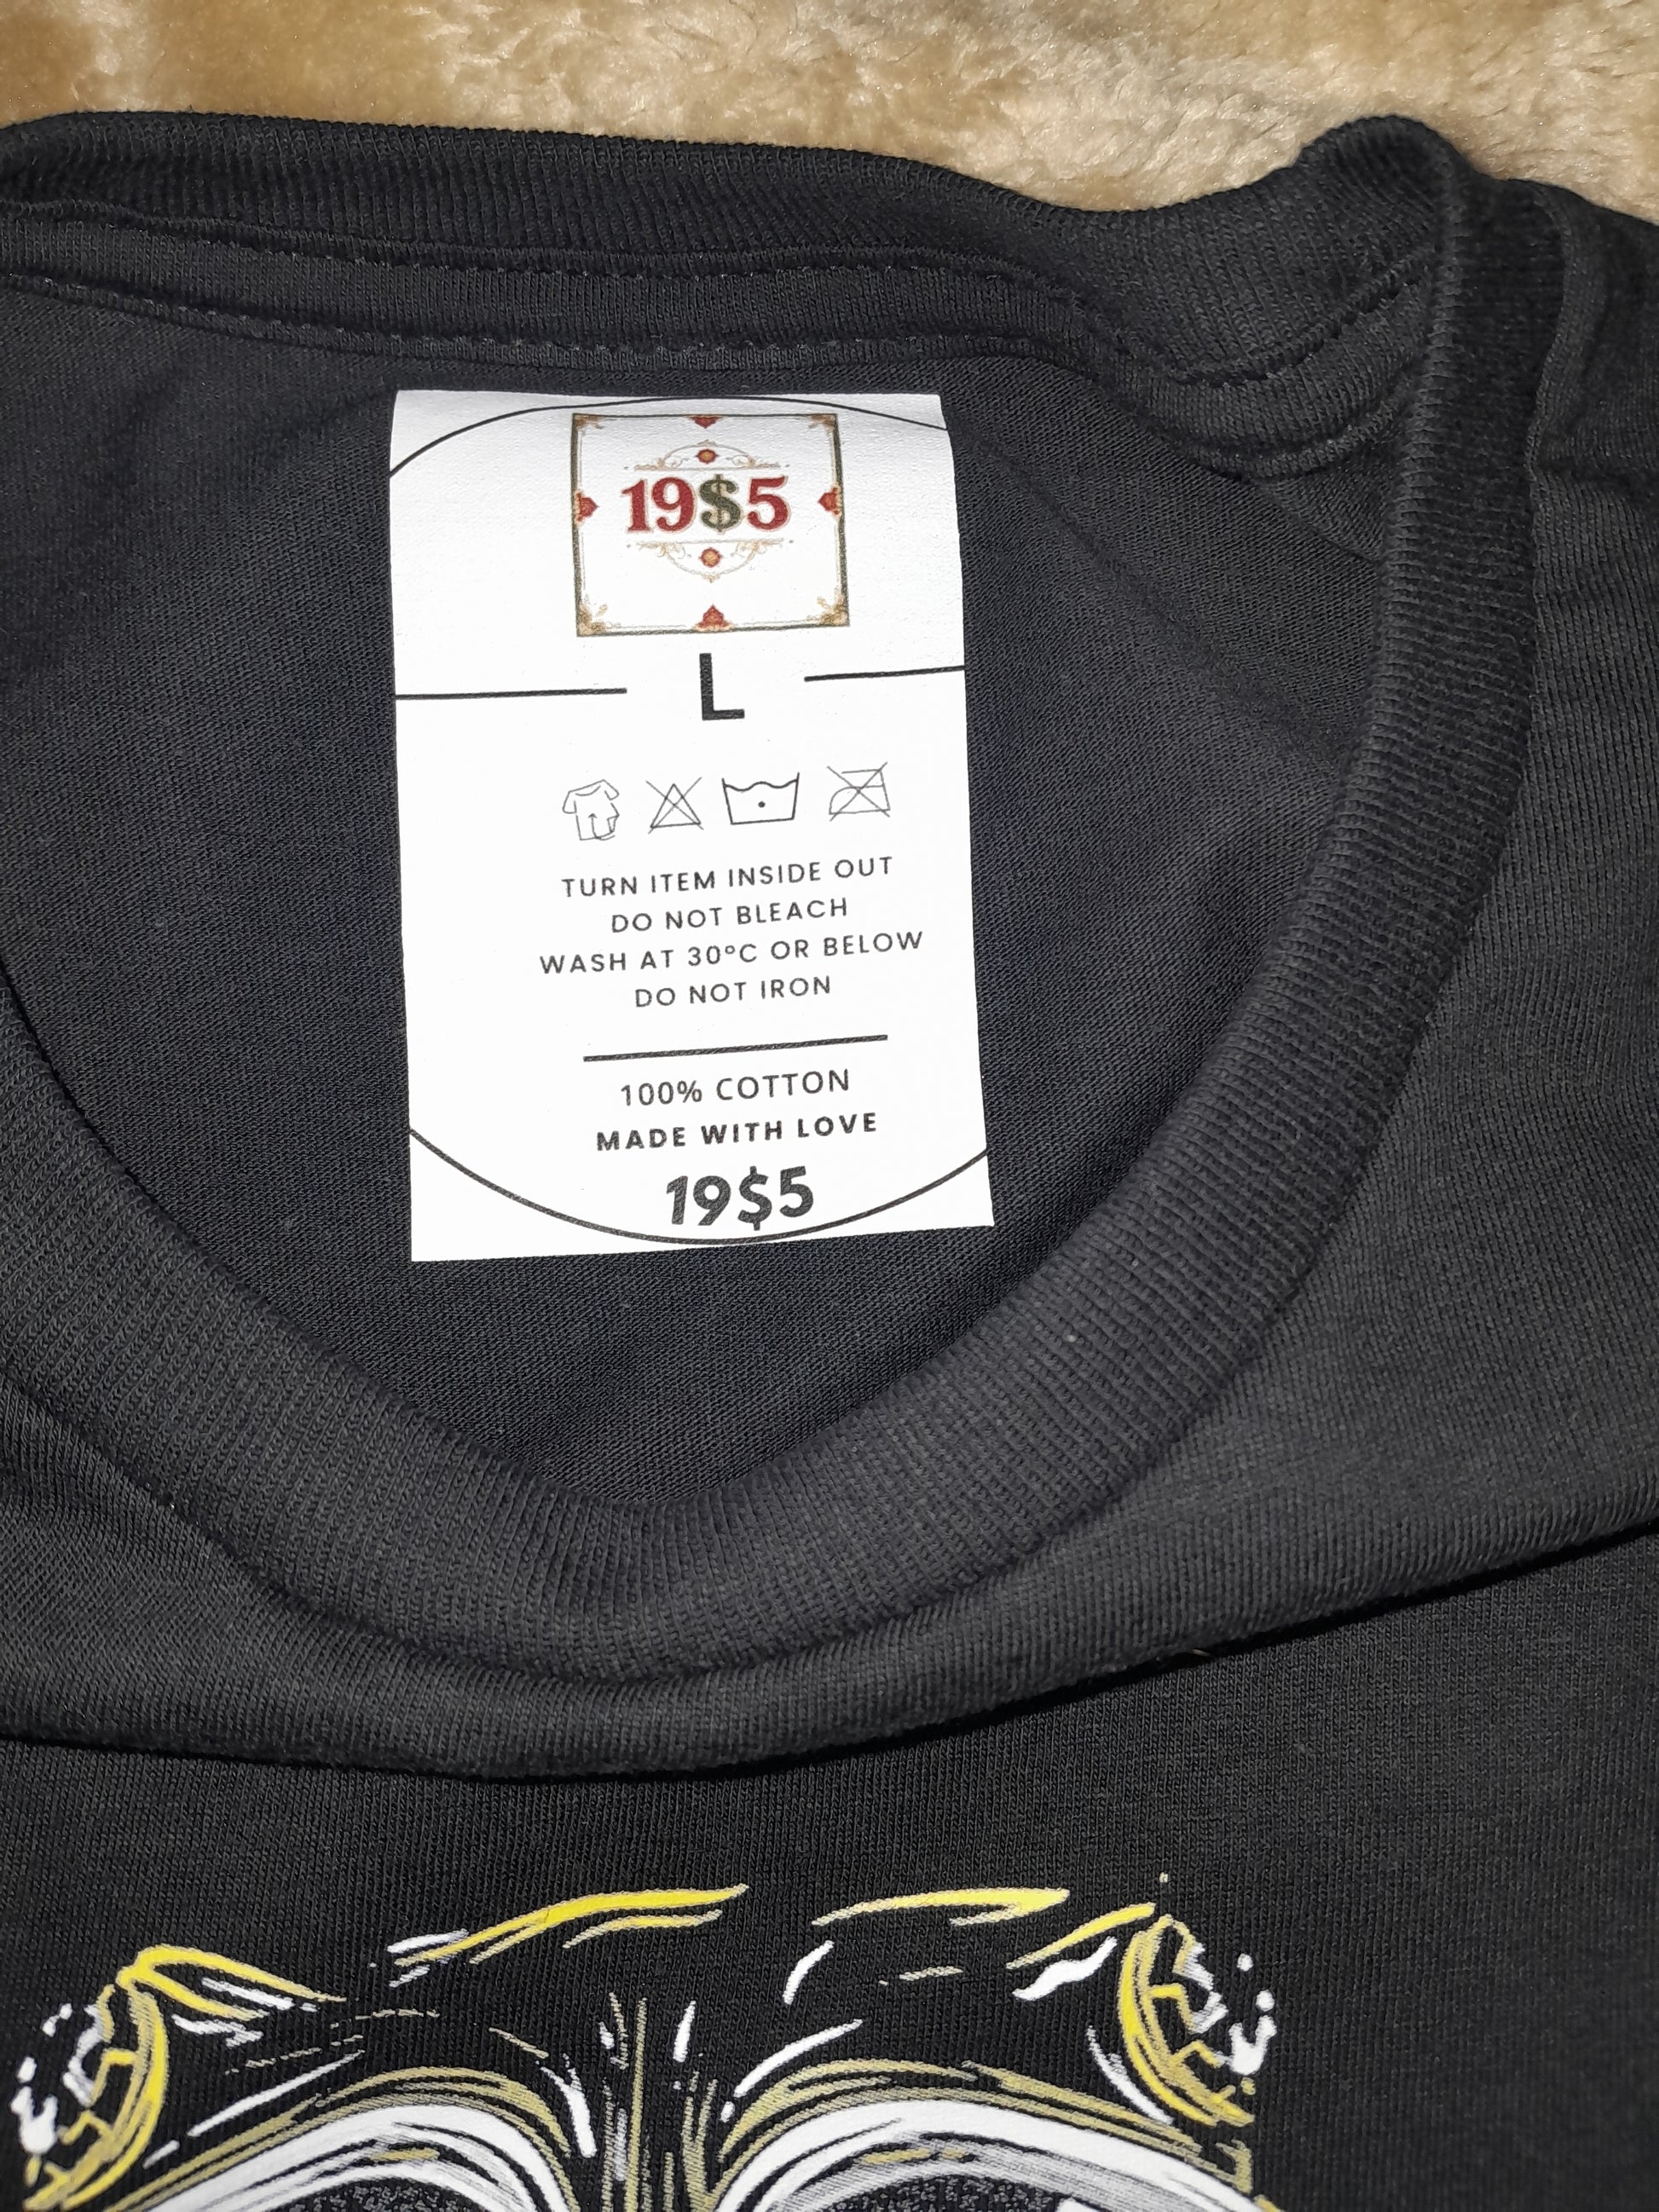 19$5
L
TURN ITEM INSIDE OUT
DO NOT BLEACH
WASH AT 30°C OR BELOW
DO NOT IRON
100% COTTON
MADE WITH LOVE
19$5